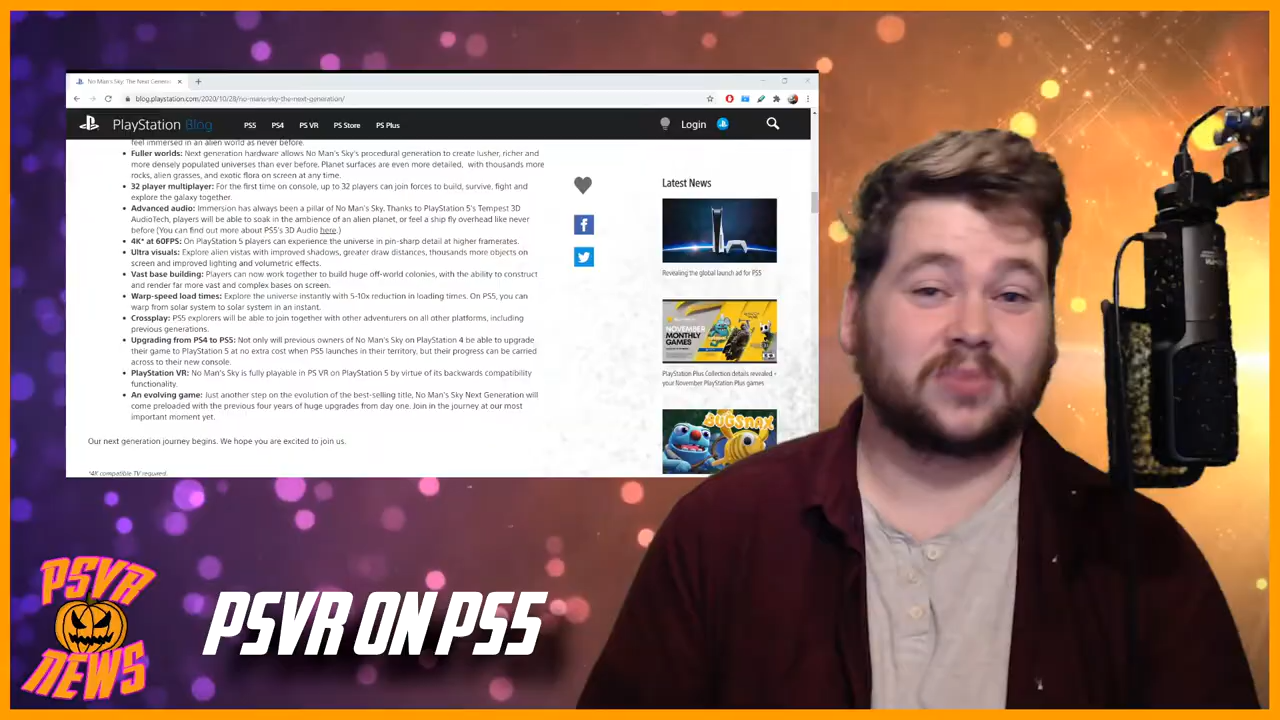 No Man's Sky: The Next Genera
blog.playstation.com/2020/10/28/no-mans-sky-the-next-generation/
PlayStation Blog
PS5 PS4 PS VR PS Store PS Plus
Login
feel immersed in an alien world as never before.
• Fuller worlds: Next generation hardware allows No Man's Sky's procedural generation to create lusher, richer and
more densely populated universes than ever before. Planet surfaces are even more detailed, with thousands more
rocks, alien grasses, and exotic flora on screen at any time.
• 32 player multiplayer: For the first time on console, up to 32 players can join forces to build, survive, fight and
explore the galaxy together.
• Advanced audio: Immersion has always been a pillar of No Man's Sky. Thanks to PlayStation 5's Tempest 3D
AudioTech, players will be able to soak in the ambience of an alien planet, or feel a ship fly overhead like never
before (You can find out more about PS5's 3D Audio here.)
• 4K* at 60FPS: On PlayStation 5 players can experience the universe in pin-sharp detail at higher framerates.
• Ultra visuals: Explore alien vistas with improved shadows, greater draw distances, thousands more objects on
screen and improved lighting and volumetric effects.
• Vast base building: Players can now work together to build huge off-world colonies, with the ability to construct
and render far more vast and complex bases on screen.
• Warp-speed load times: Explore the universe instantly with 5-10x reduction in loading times. On PS5, you can
warp from solar system to solar system in an instant.
• Crossplay: PS5 explorers will be able to join together with other adventurers on all other platforms, including
previous generations.
• Upgrading from PS4 to PS5: Not only will previous owners of No Man's Sky on PlayStation 4 be able to upgrade
their game to PlayStation 5 at no extra cost when PS5 launches in their territory, but their progress can be carried
across to their new console.
• PlayStation VR: No Man's Sky is fully playable in PS VR on PlayStation 5 by virtue of its backwards compatibility
functionality.
• An evolving game: Just another step on the evolution of the best-selling title, No Man's Sky Next Generation will
come preloaded with the previous four years of huge upgrades from day one. Join in the journey at our most
important moment yet.
Our next generation journey begins. We hope you are excited to join us.
*4K compatible TV required.
Latest News
Revealing the global launch ad for PS5
NOVEMBER
MONTHLY
GAMES
PlayStation Plus Collection details revealed +
your November PlayStation Plus games
BUGSNAX
PSVR
NEWS
PSVR ON PS5